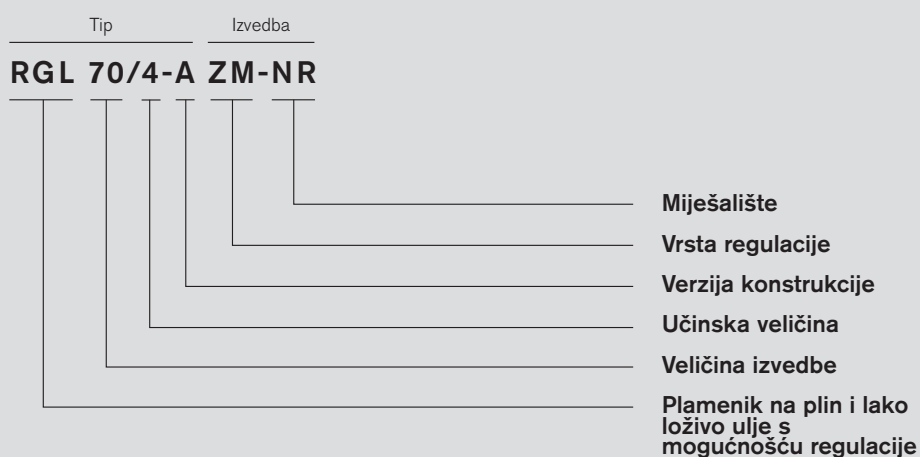 Tip Izvedba
RGL 70/4-A ZM-NR
Miješalište
Vrsta regulacije
Verzija konstrukcije
Učinska veličina
Veličina izvedbe
Plamenik na plin i lako
loživo ulje s
mogućnošću regulacije